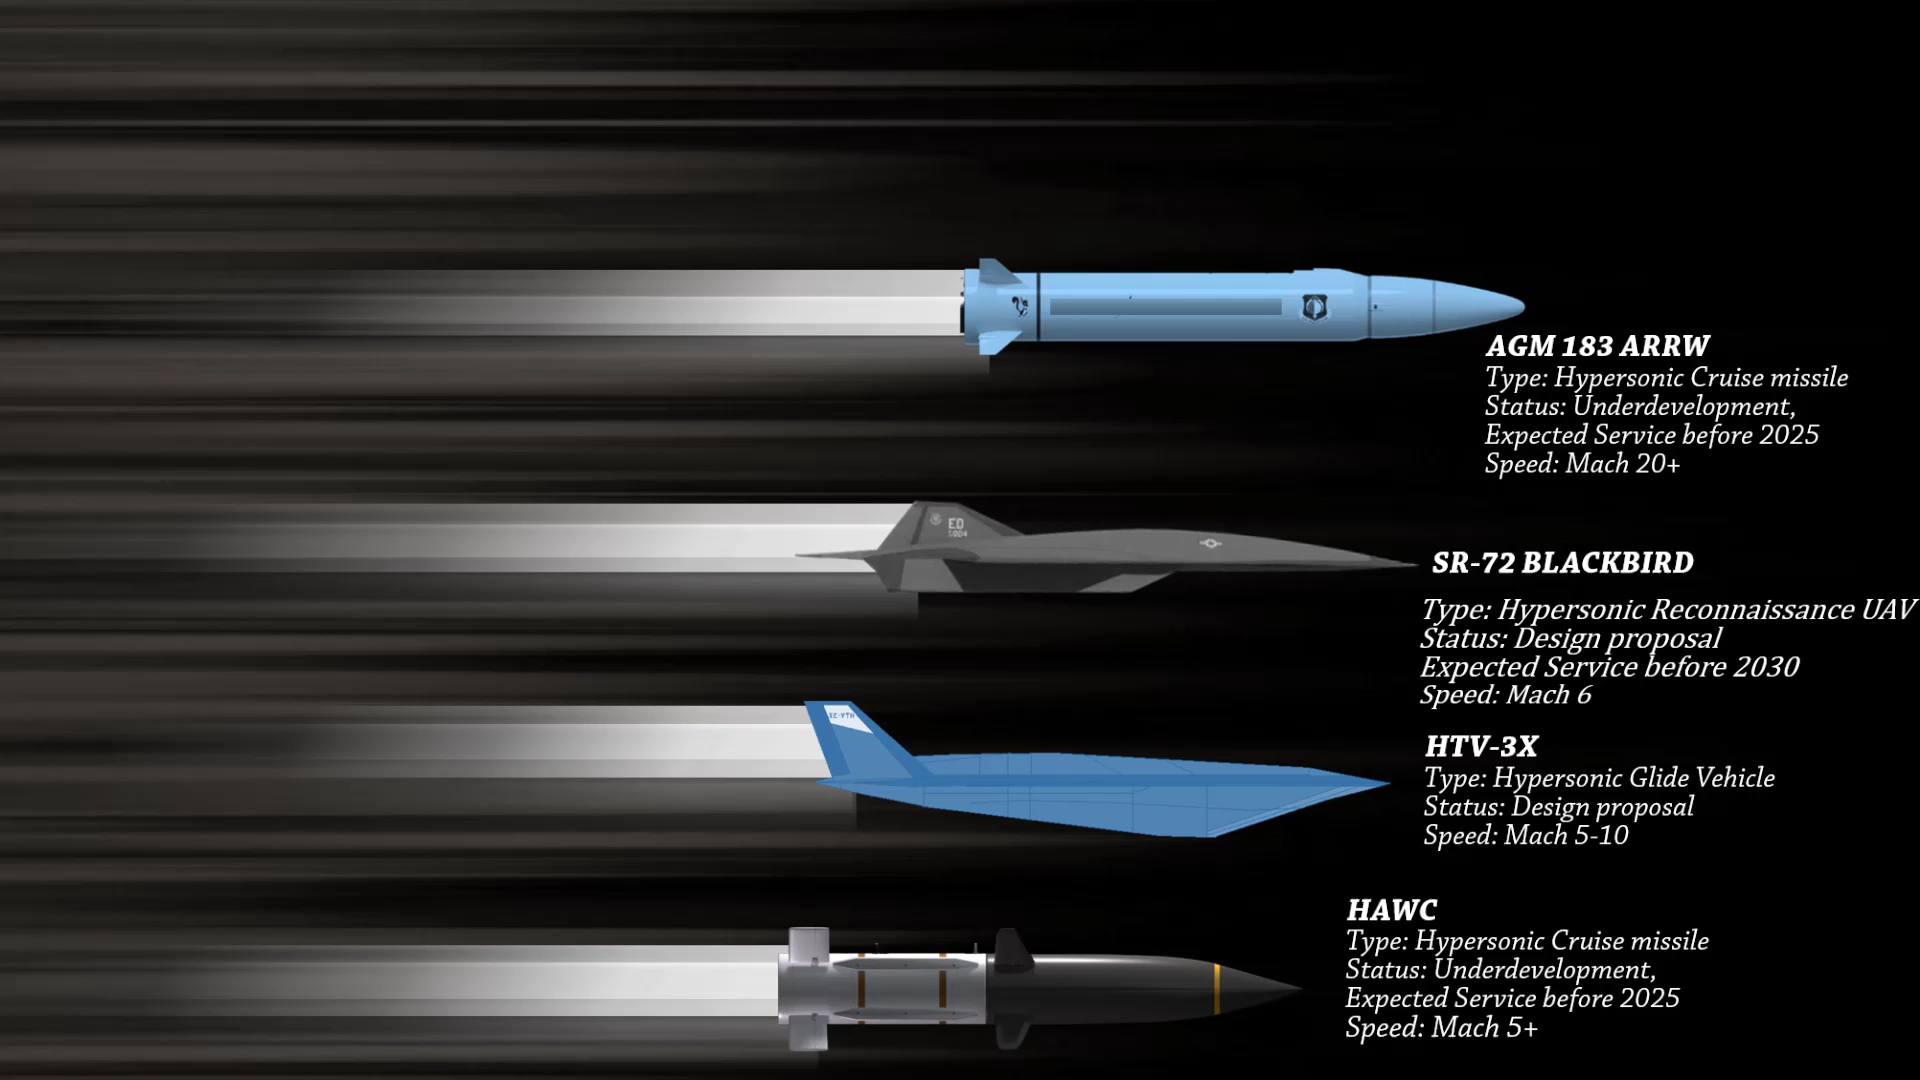 AGM 183 ARRW
Type: Hypersonic Cruise missile
Status: Underdevelopment,
Expected Service before 2025
Speed: Mach 20+
ED
SR-72 BLACKBIRD
Type: Hypersonic Reconnaissance UAV
Status: Design proposal
Expected Service before 2030
Speed: Mach 6
HTV-3X
Type: Hypersonic Glide Vehicle
Status: Design proposal
Speed: Mach 5-10
HAWC
Type: Hypersonic Cruise missile
Status: Underdevelopment,
Expected Service before 2025
Speed: Mach 5+